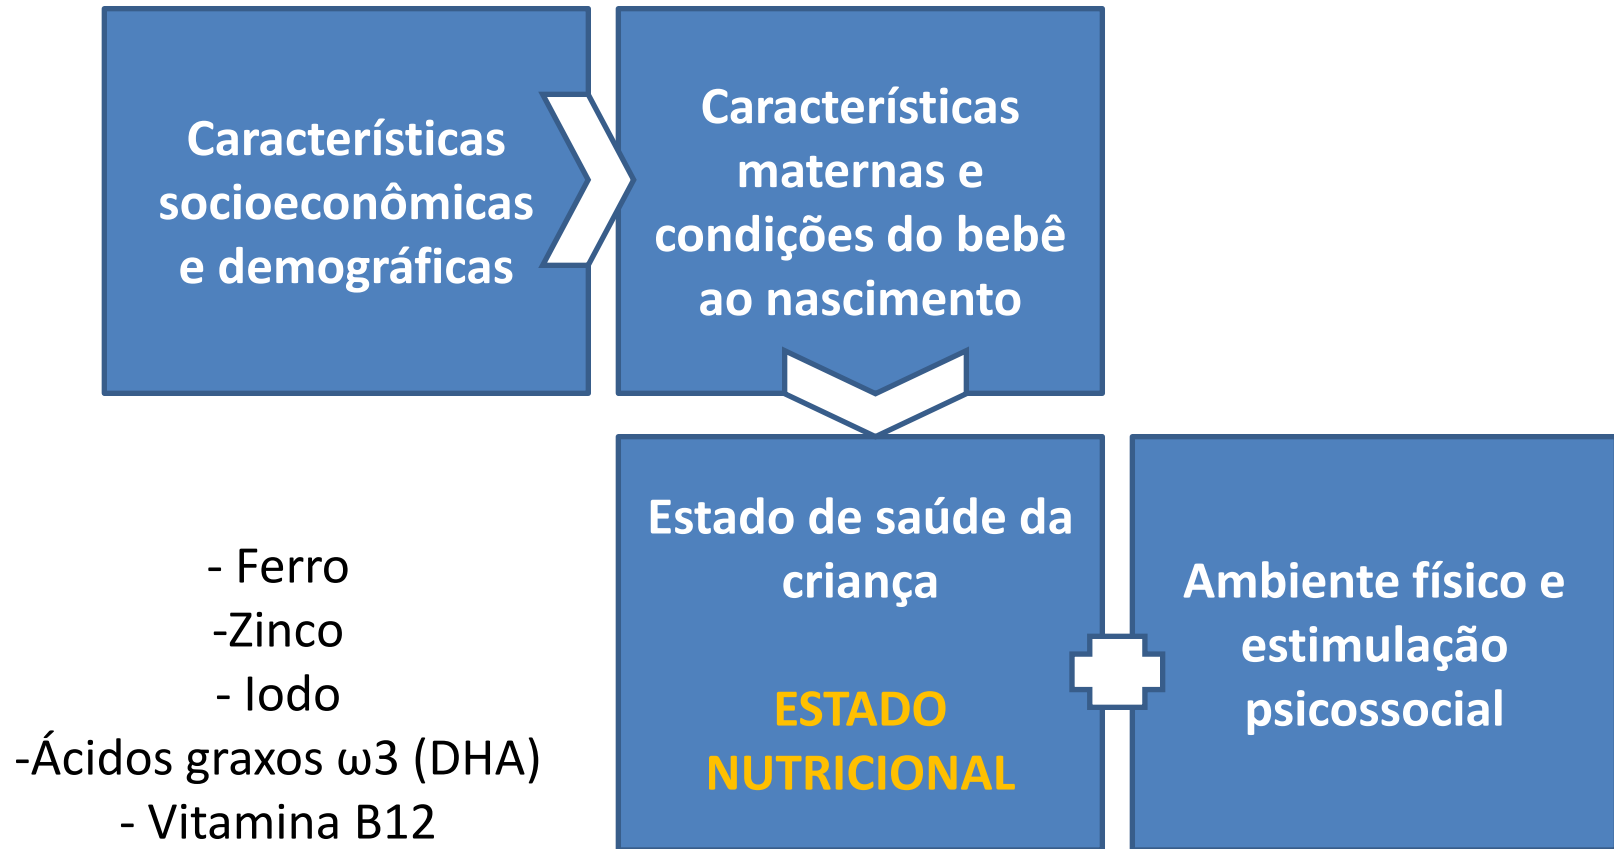 Características
socioeconômicas
e demográficas
Características
maternas e
condições do bebê
ao nascimento
Estado de saúde da
criança
ESTADO
NUTRICIONAL
Ambiente físico e
estimulação
psicossocial
- Ferro
-Zinco
- Iodo
-Ácidos graxos ω3 (DHA)
- Vitamina B12